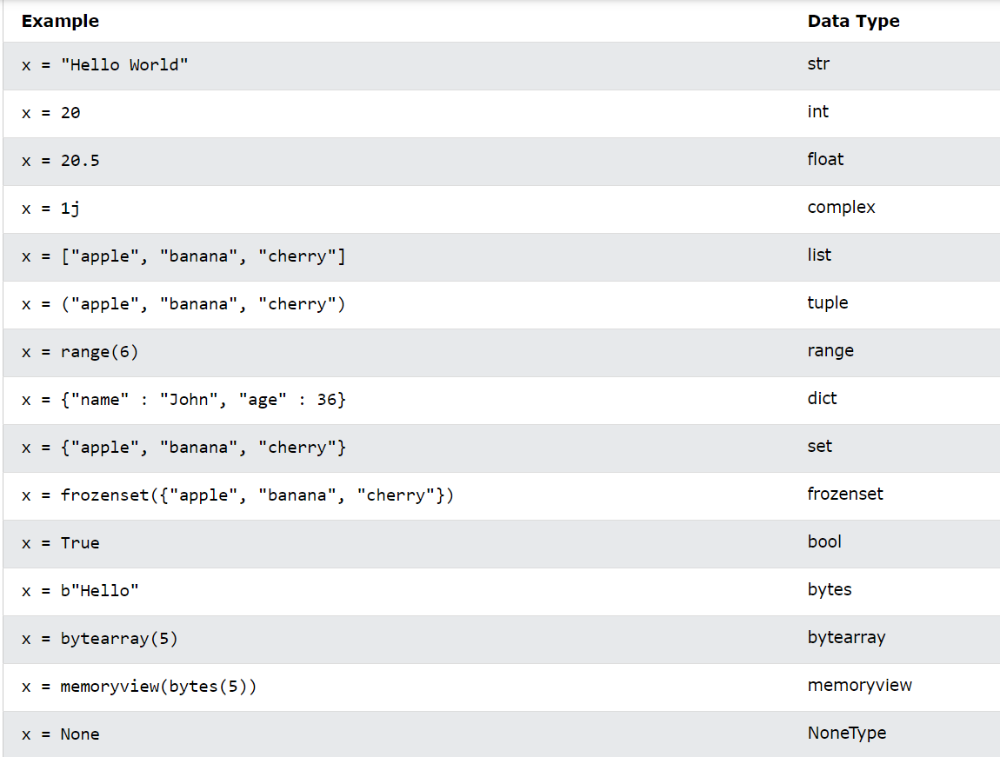 Example Data Type
x = "Hello World" str
x = 20 int
x = 20.5 float
x = 1j complex
x = ["apple", "banana", "cherry"] list
x = ("apple", "banana", "cherry") tuple
x = range(6) range
x = {"name" : "John", "age" : 36} dict
x = {"apple", "banana", "cherry"} set
x = frozenset({"apple", "banana", "cherry"}) frozenset
x = True bool
x = b"Hello" bytes
x = bytearray(5) bytearray
x = memoryview(bytes(5)) memoryview
x = None NoneType